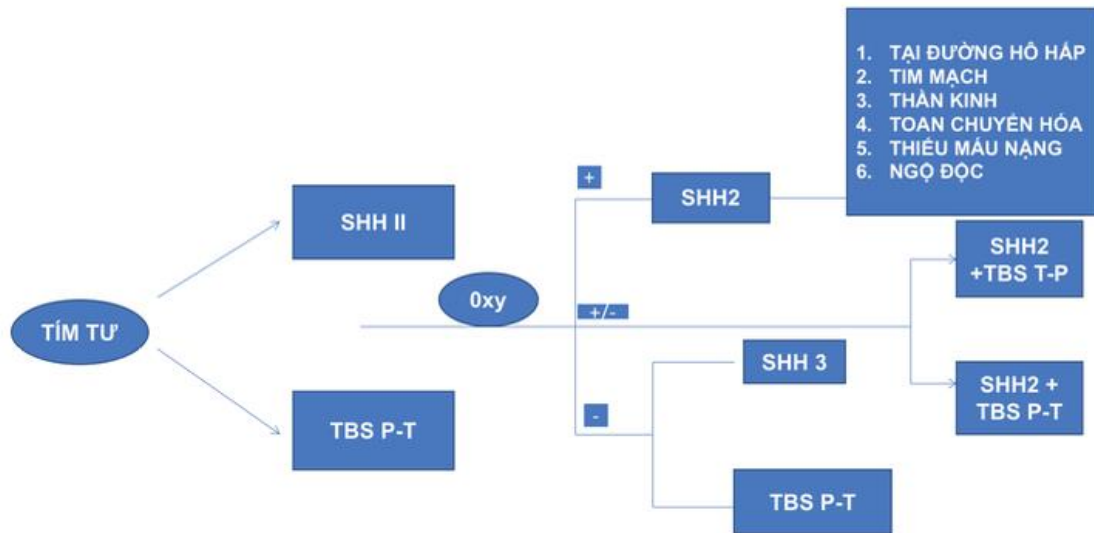 TÍM TƯ
SHH II
TBS P-T
0xy
+
+/-
-
SHH2
1. TẠI ĐƯỜNG HÔ HẤP
2. TIM MẠCH
3. THẦN KINH
4. TOAN CHUYỂN HÓA
5. THIẾU MÁU NẶNG
6. NGỘ ĐỘC
SHH2
+TBS T-P
SHH2 +
TBS P-T
SHH 3
TBS P-T